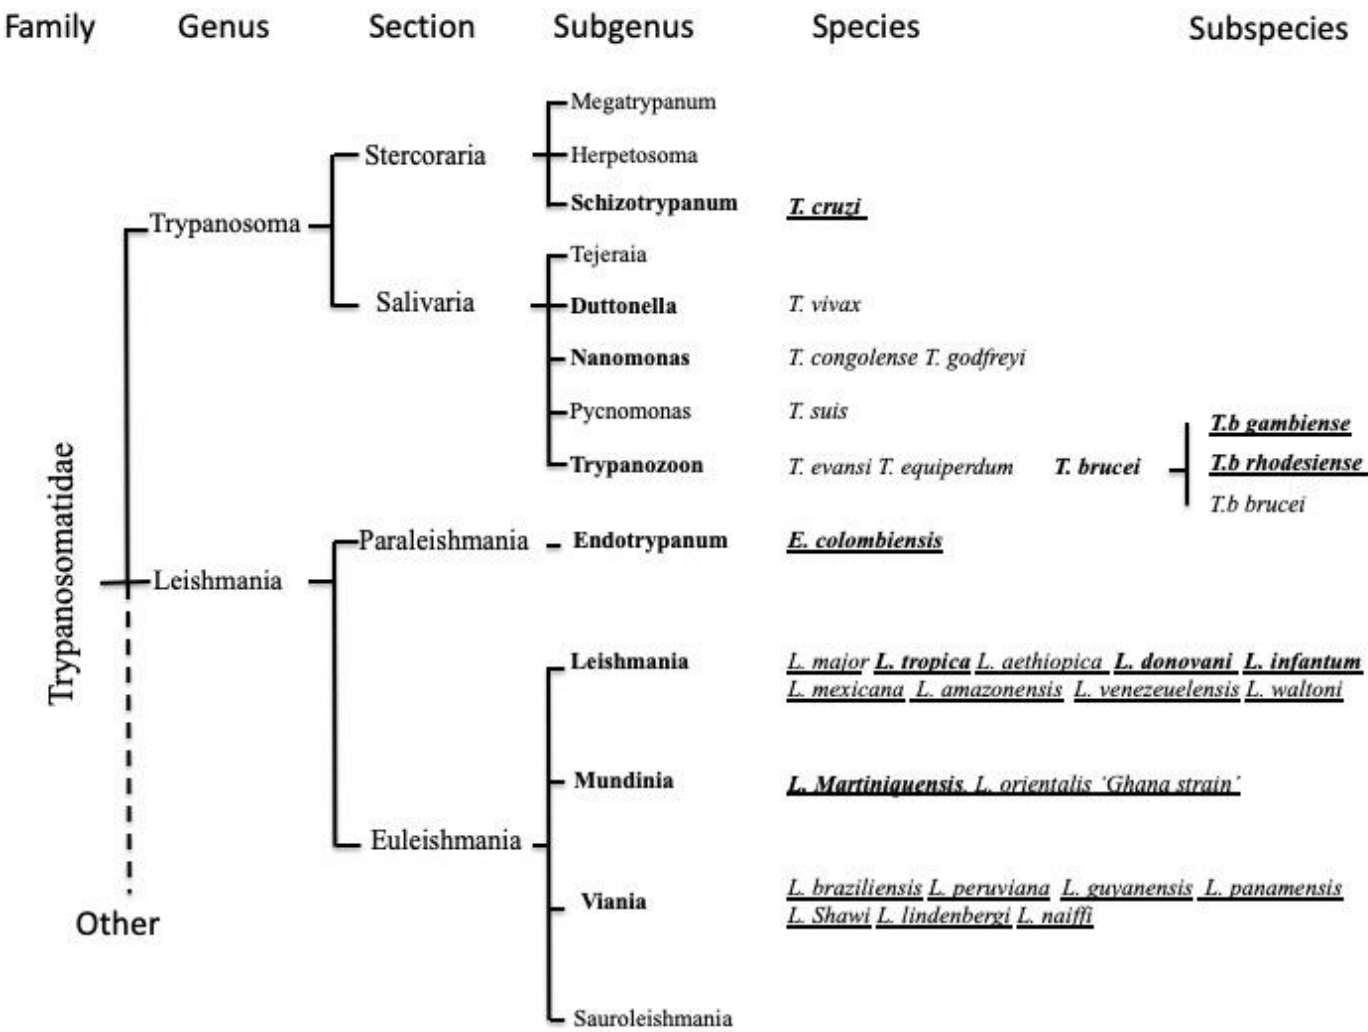 Family Genus Section Subgenus Species Subspecies
Megatrypanum
Stercoraria Herpetosoma
Schizotrypanum T. cruzi
Trypanosoma
Tejeraia
Salivaria Duttonella T. vivax
Nanomonas T. congolense T. godfreyi
Pycnomonas T. suis
T.b gambiense
Trypanozoon T. evansi T. equiperdum T. brucei T.b rhodesiense
T.b brucei
Trypanosomatidae
Paraleishmania Endotrypanum E. colombiensis
Leishmania
Leishmania L. major L. tropica L. aethiopica L. donovani L. infantum
L. mexicana L. amazonensis L. venezeuelensis L. waltoni
Mundinia L. Martiniquensis. L. orientalis ‘Ghana strain’
Euleishmania
Viania L. braziliensis L. peruviana L. guyanensis L. panamensis
L. Shawi L. lindenbergi L. naiffi
Other
Sauroleishmania